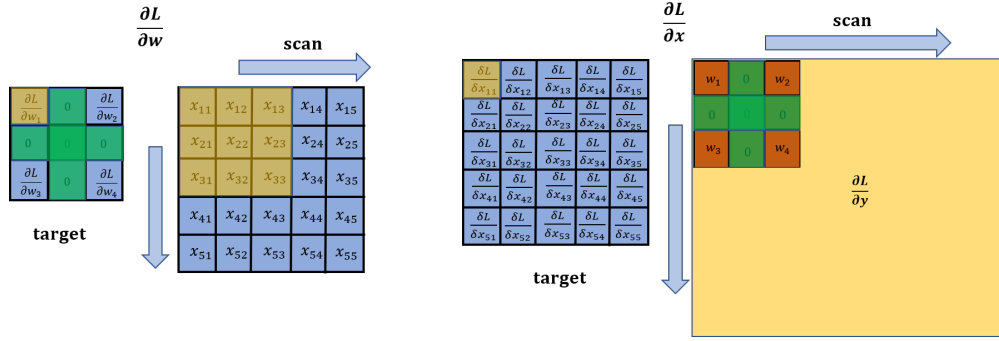 ∂L/∂w
scan
∂L/∂w₁ 0 ∂L/∂w₂
0 0 0
∂L/∂w₃ 0 ∂L/∂w₄
target
x₁₁ x₁₂ x₁₃ x₁₄ x₁₅
x₂₁ x₂₂ x₂₃ x₂₄ x₂₅
x₃₁ x₃₂ x₃₃ x₃₄ x₃₅
x₄₁ x₄₂ x₄₃ x₄₄ x₄₅
x₅₁ x₅₂ x₅₃ x₅₄ x₅₅
∂L/∂x
scan
δL/δx₁₁ δL/δx₁₂ δL/δx₁₃ δL/δx₁₄ δL/δx₁₅
δL/δx₂₁ δL/δx₂₂ δL/δx₂₃ δL/δx₂₄ δL/δx₂₅
δL/δx₃₁ δL/δx₃₂ δL/δx₃₃ δL/δx₃₄ δL/δx₃₅
δL/δx₄₁ δL/δx₄₂ δL/δx₄₃ δL/δx₄₄ δL/δx₄₅
δL/δx₅₁ δL/δx₅₂ δL/δx₅₃ δL/δx₅₄ δL/δx₅₅
target
w₁ 0 w₂
0 0 0
w₃ 0 w₄
∂L/∂y